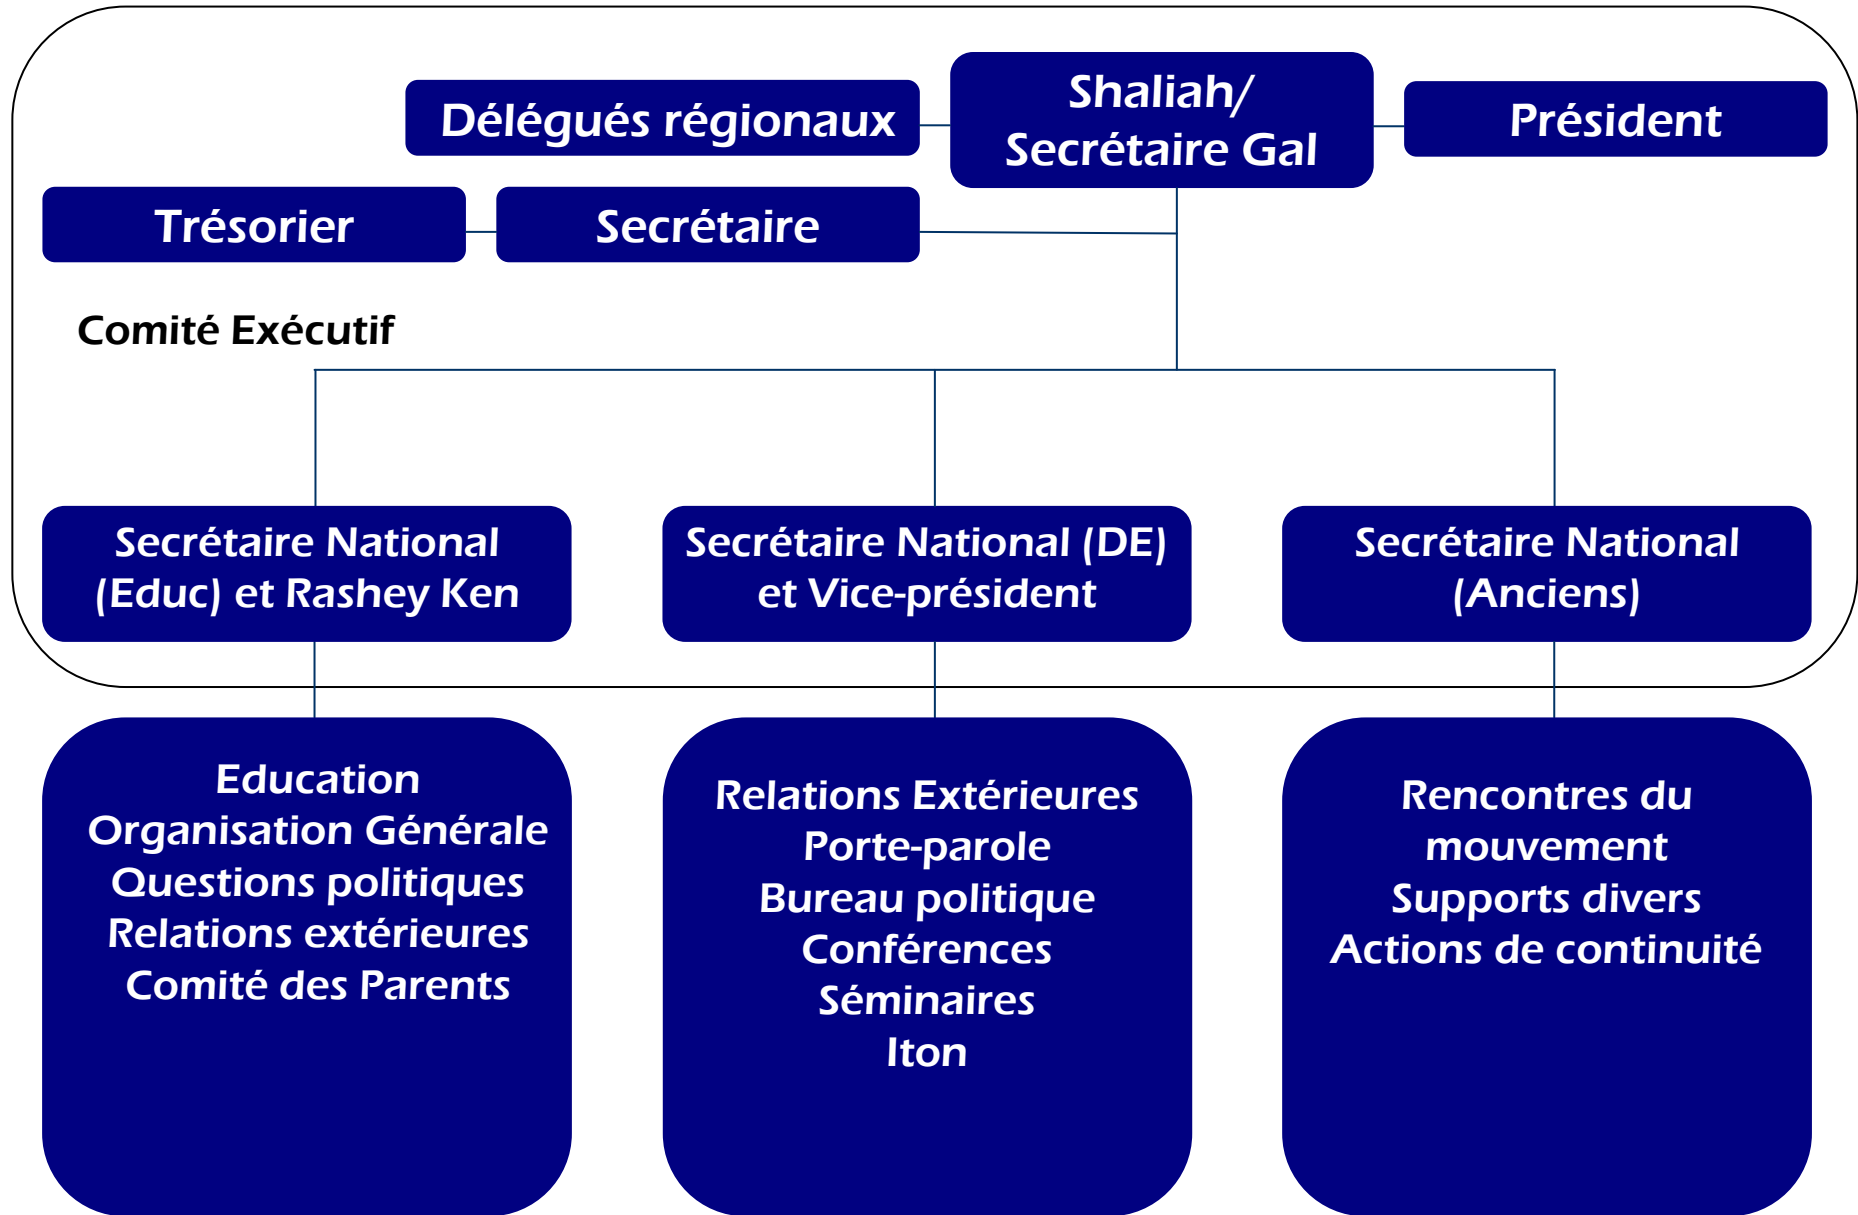 Délégués régionaux
Shaliah/
Secrétaire Gal
Président
Trésorier
Secrétaire
Comité Exécutif
Secrétaire National
(Educ) et Rashey Ken
Secrétaire National (DE)
et Vice-président
Secrétaire National
(Anciens)
Education
Organisation Générale
Questions politiques
Relations extérieures
Comité des Parents
Relations Extérieures
Porte-parole
Bureau politique
Conférences
Séminaires
Iton
Rencontres du
mouvement
Supports divers
Actions de continuité